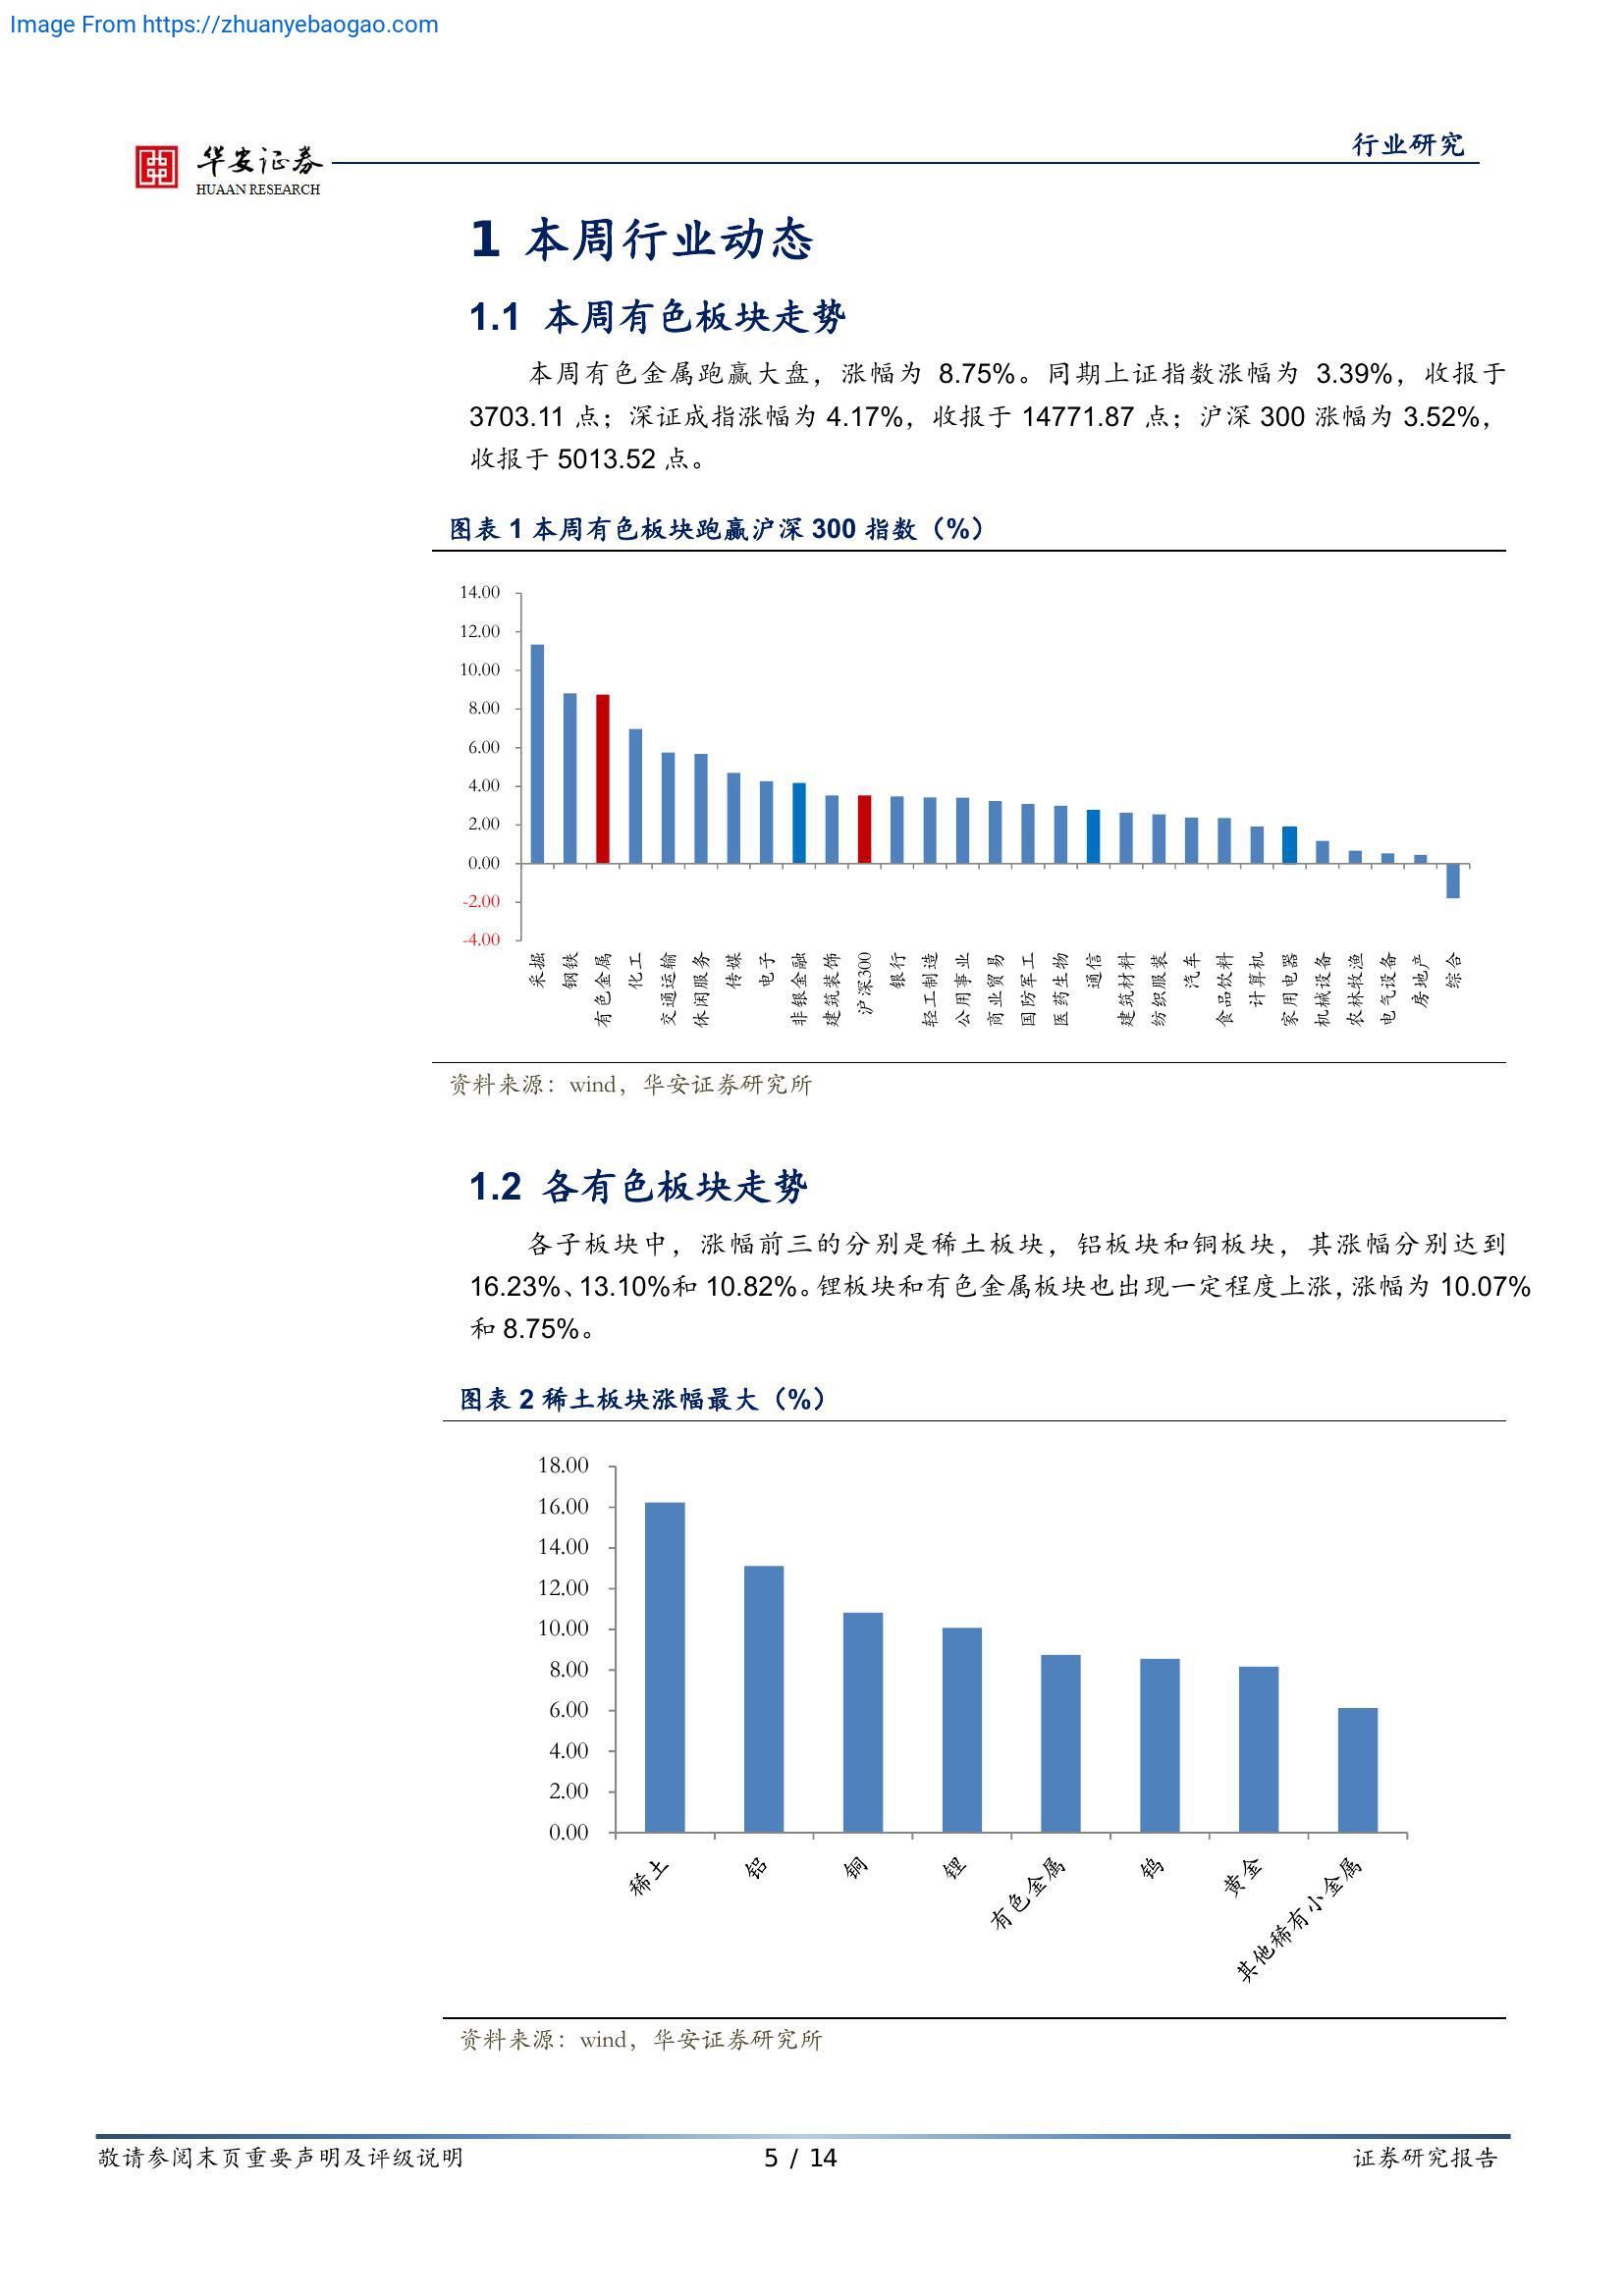 Image From https://zhuanyebaogao.com
华安证券
HUAAN RESEARCH
行业研究
1 本周行业动态
1.1 本周有色板块走势
本周有色金属跑赢大盘，涨幅为 8.75%。同期上证指数涨幅为 3.39%，收报于
3703.11 点；深证成指涨幅为 4.17%，收报于 14771.87 点；沪深 300 涨幅为 3.52%，
收报于 5013.52 点。
图表 1 本周有色板块跑赢沪深 300 指数（%）
14.00
12.00
10.00
8.00
6.00
4.00
2.00
0.00
-2.00
-4.00
采掘
钢铁
有色金属
化工
交通运输
休闲服务
传媒
电子
非银金融
建筑装饰
沪深300
银行
轻工制造
公用事业
商业贸易
国防军工
医药生物
通信
建筑材料
纺织服装
汽车
食品饮料
计算机
家用电器
机械设备
农林牧渔
电气设备
房地产
综合
资料来源：wind，华安证券研究所
1.2 各有色板块走势
各子板块中，涨幅前三的分别是稀土板块，铝板块和铜板块，其涨幅分别达到
16.23%、13.10%和 10.82%。锂板块和有色金属板块也出现一定程度上涨，涨幅为 10.07%
和 8.75%。
图表 2 稀土板块涨幅最大（%）
18.00
16.00
14.00
12.00
10.00
8.00
6.00
4.00
2.00
0.00
稀土
铝
铜
锂
有色金属
钨
黄金
其他稀有小金属
资料来源：wind，华安证券研究所
敬请参阅末页重要声明及评级说明
5 / 14
证券研究报告